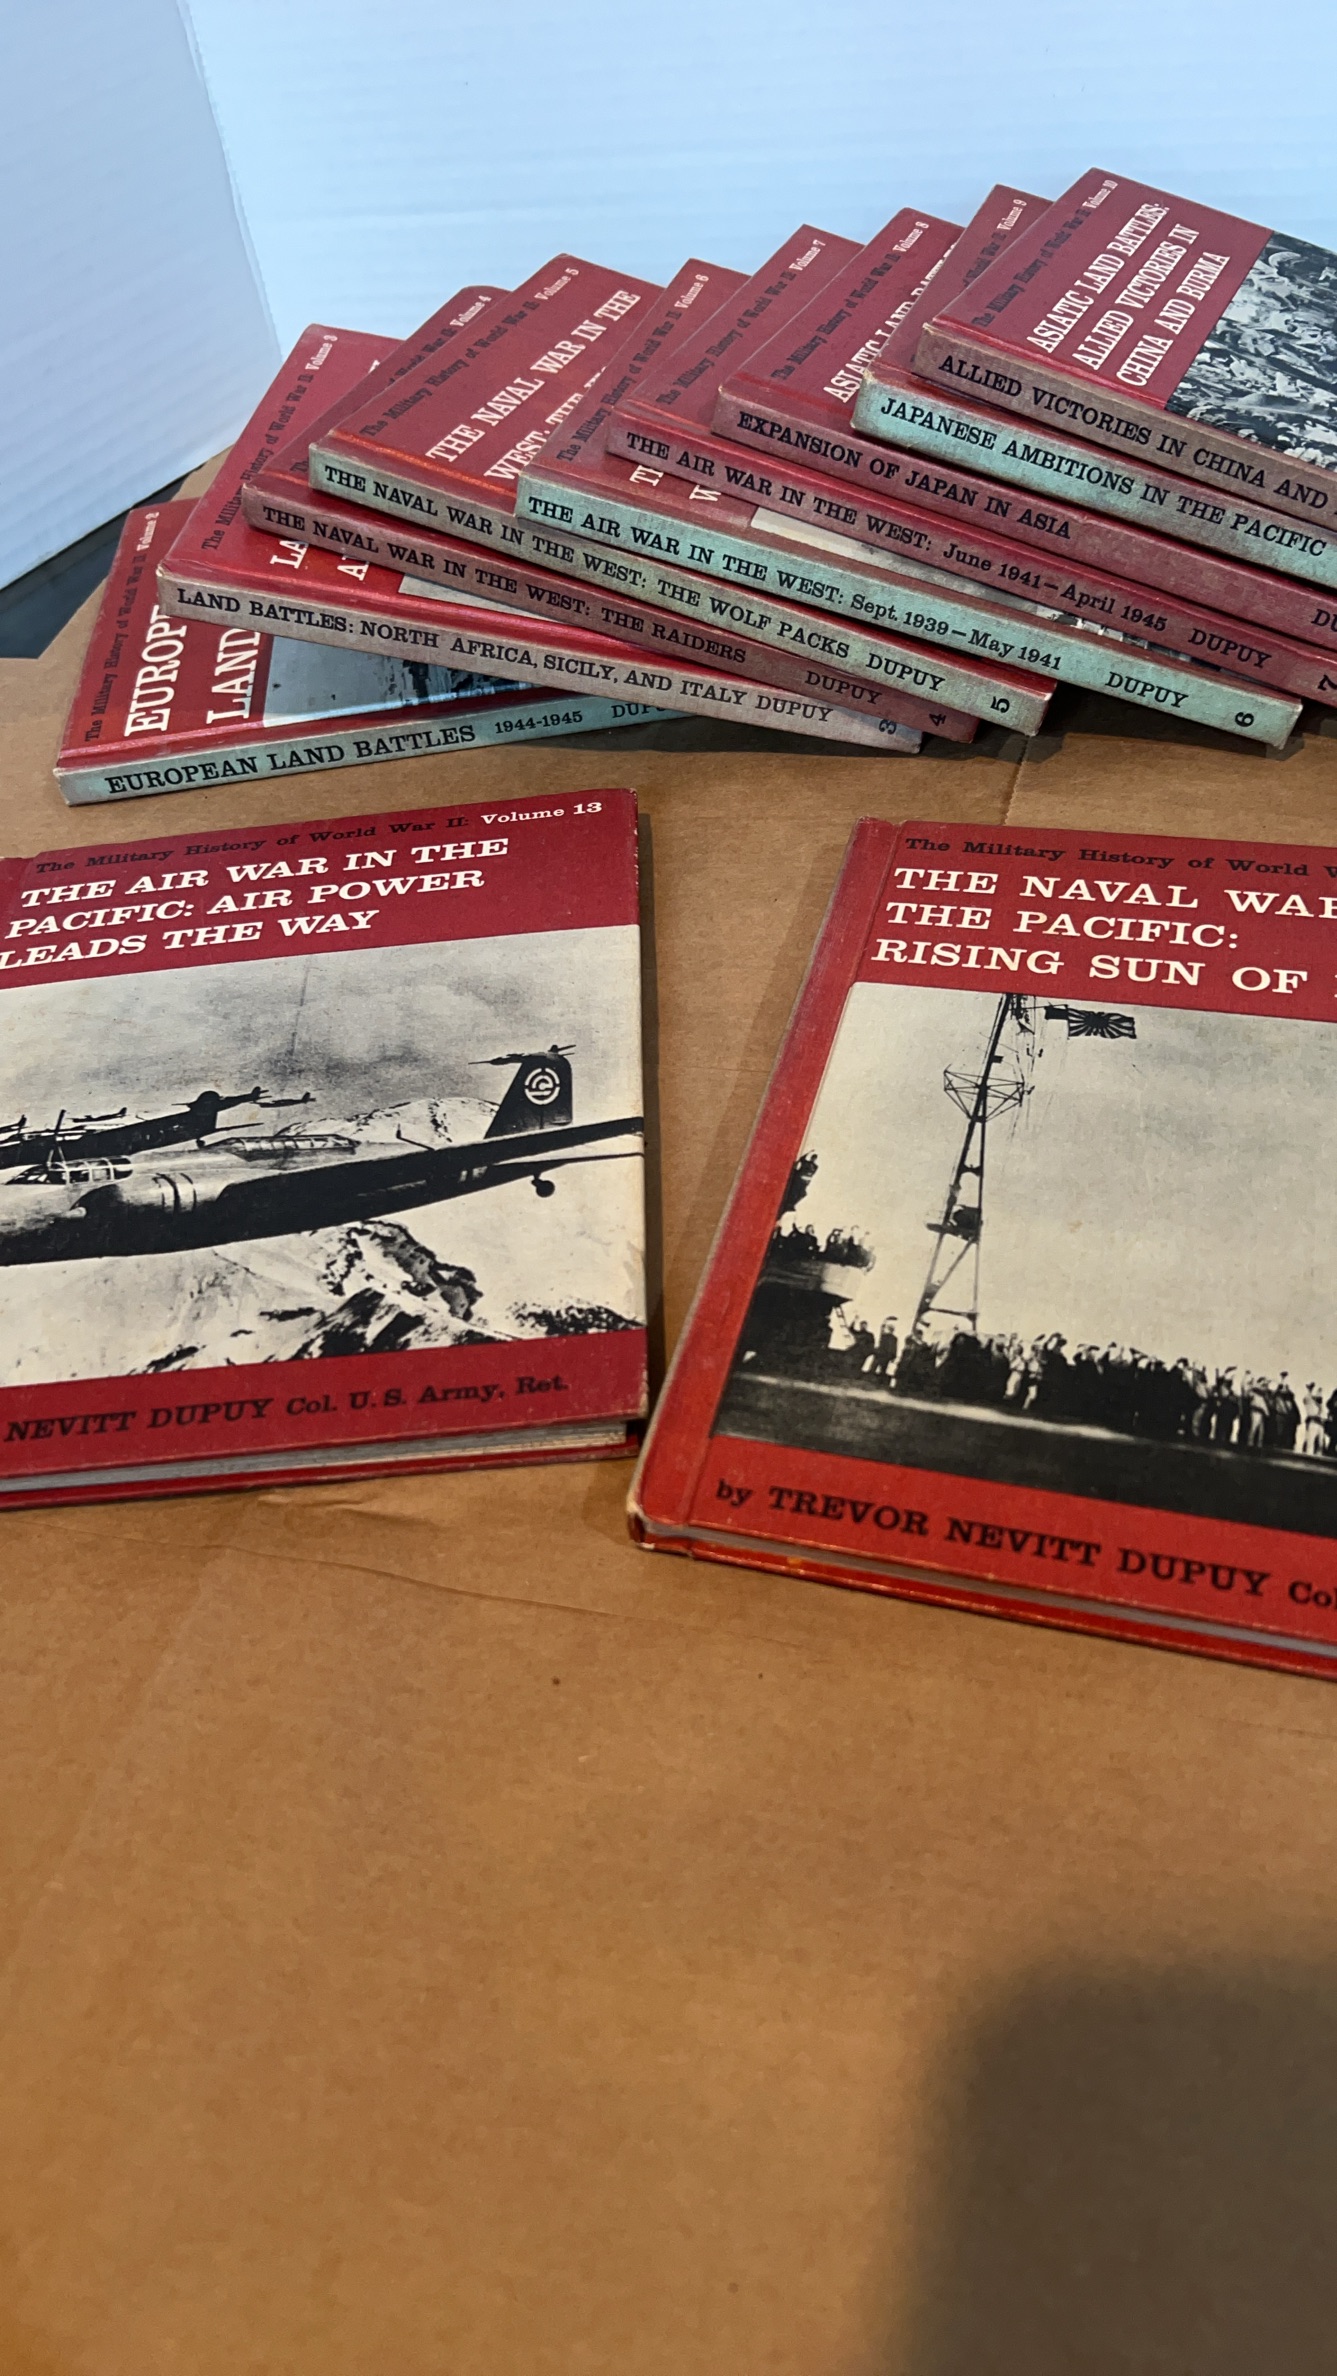 The Military History of World War II: Volume 2
EUROPE
LAND
EUROPEAN LAND BATTLES 1944-1945 DUPU
The Military History of World War II: Volume 3
LA
A
LAND BATTLES: NORTH AFRICA, SICILY, AND ITALY DUPUY 3
World War II: Volume 4
THE NAVAL WAR IN THE WEST: THE RAIDERS DUPUY 4
The Military History of World War II: Volume 5
THE NAVAL WAR IN THE
WEST: THE
THE NAVAL WAR IN THE WEST: THE WOLF PACKS DUPUY 5
The Military History of World War II: Volume 6
T
W
THE AIR WAR IN THE WEST: Sept. 1939 – May 1941 DUPUY 6
The Military History of World War II: Volume 7
THE AIR WAR IN THE WEST: June 1941 – April 1945 DUPUY 7
The Military History of World War II: Volume 8
ASIATIC LAND
EXPANSION OF JAPAN IN ASIA DU
World War II: Volume 9
JAPANESE AMBITIONS IN THE PACIFIC
The Military History of World War II: Volume 10
ASIATIC LAND BATTLES:
ALLIED VICTORIES IN
CHINA AND BURMA
ALLIED VICTORIES IN CHINA AND
The Military History of World War II: Volume 13
THE AIR WAR IN THE
PACIFIC: AIR POWER
LEADS THE WAY
NEVITT DUPUY Col. U. S. Army, Ret.
The Military History of World W
THE NAVAL WAR
THE PACIFIC:
RISING SUN OF
by TREVOR NEVITT DUPUY Co